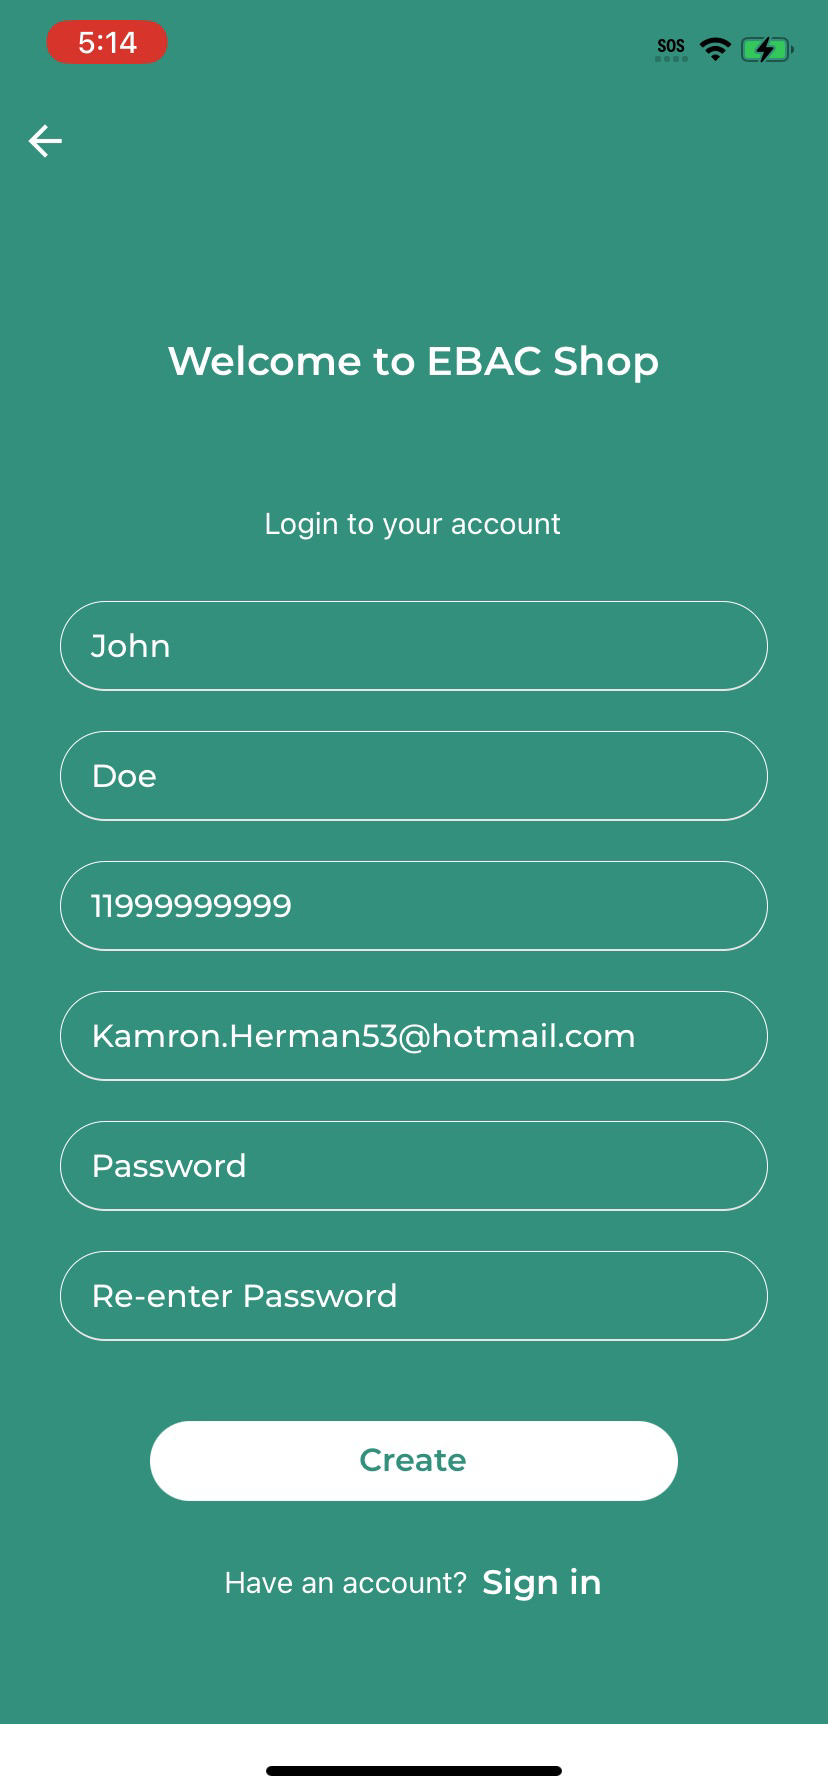 5:14
SOS
Welcome to EBAC Shop
Login to your account
John
Doe
11999999999
Kamron.Herman53@hotmail.com
Password
Re-enter Password
Create
Have an account? Sign in